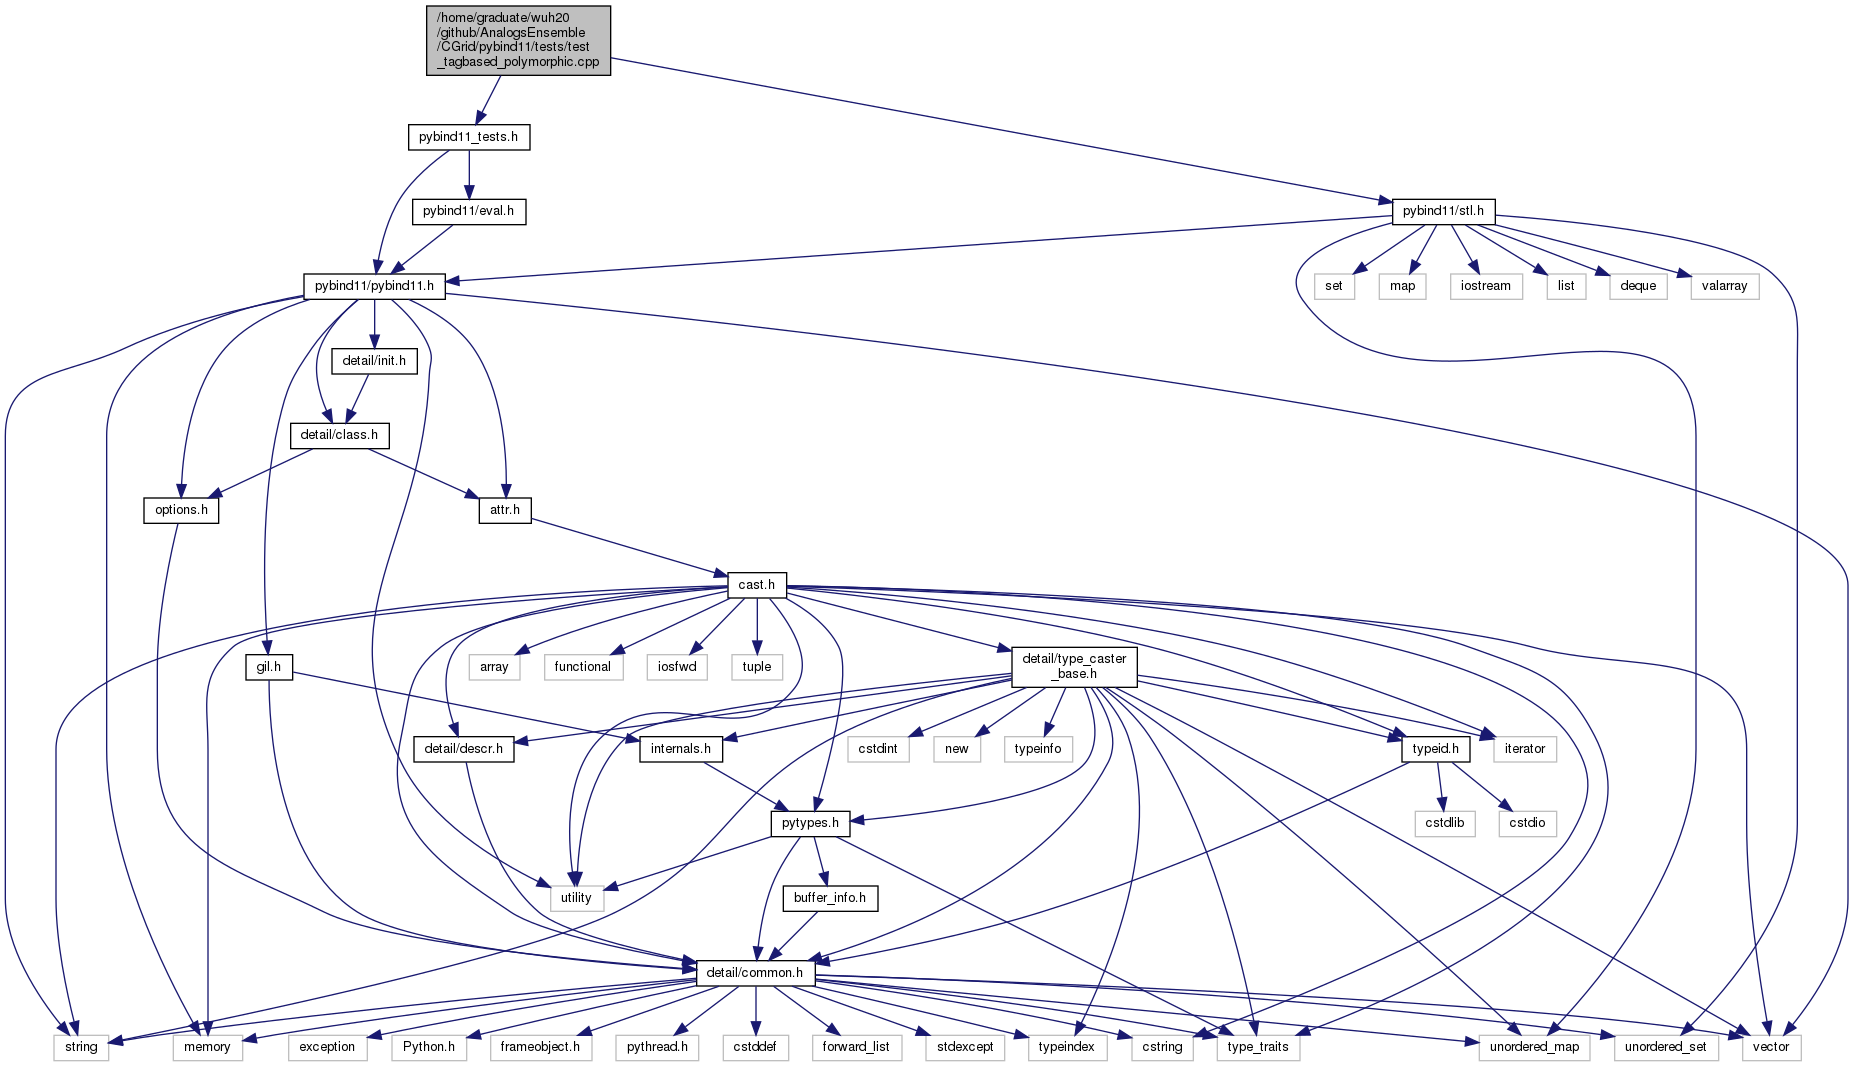 /home/graduate/wuh20
/github/AnalogsEnsemble
/CGrid/pybind11/tests/test
_tagbased_polymorphic.cpp
pybind11_tests.h
pybind11/eval.h
pybind11/stl.h
pybind11/pybind11.h
set
map
iostream
list
deque
valarray
detail/init.h
detail/class.h
options.h
attr.h
cast.h
gil.h
array
functional
iosfwd
tuple
detail/type_caster
_base.h
detail/descr.h
internals.h
cstdint
new
typeinfo
typeid.h
iterator
pytypes.h
cstdlib
cstdio
utility
buffer_info.h
detail/common.h
string
memory
exception
Python.h
frameobject.h
pythread.h
cstddef
forward_list
stdexcept
typeindex
cstring
type_traits
unordered_map
unordered_set
vector